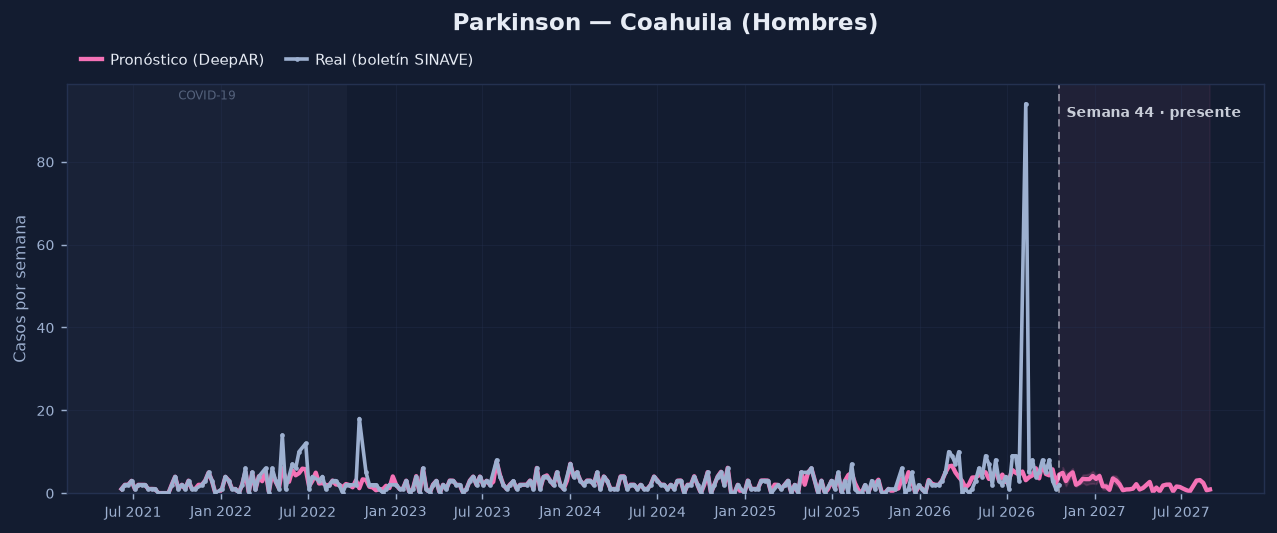 Parkinson — Coahuila (Hombres)
Pronóstico (DeepAR)
Real (boletín SINAVE)
COVID-19
Semana 44 · presente
Casos por semana
80
60
40
20
0
Jul 2021
Jan 2022
Jul 2022
Jan 2023
Jul 2023
Jan 2024
Jul 2024
Jan 2025
Jul 2025
Jan 2026
Jul 2026
Jan 2027
Jul 2027